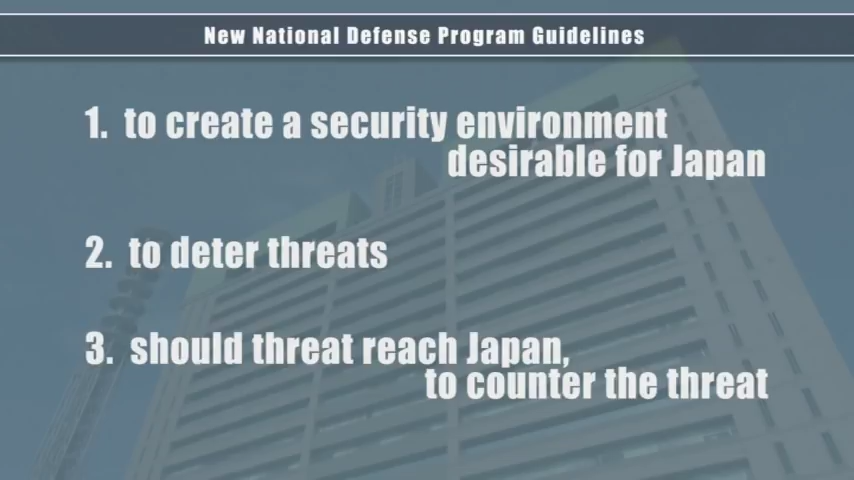 New National Defense Program Guidelines
1. to create a security environment
desirable for Japan
2. to deter threats
3. should threat reach Japan,
to counter the threat